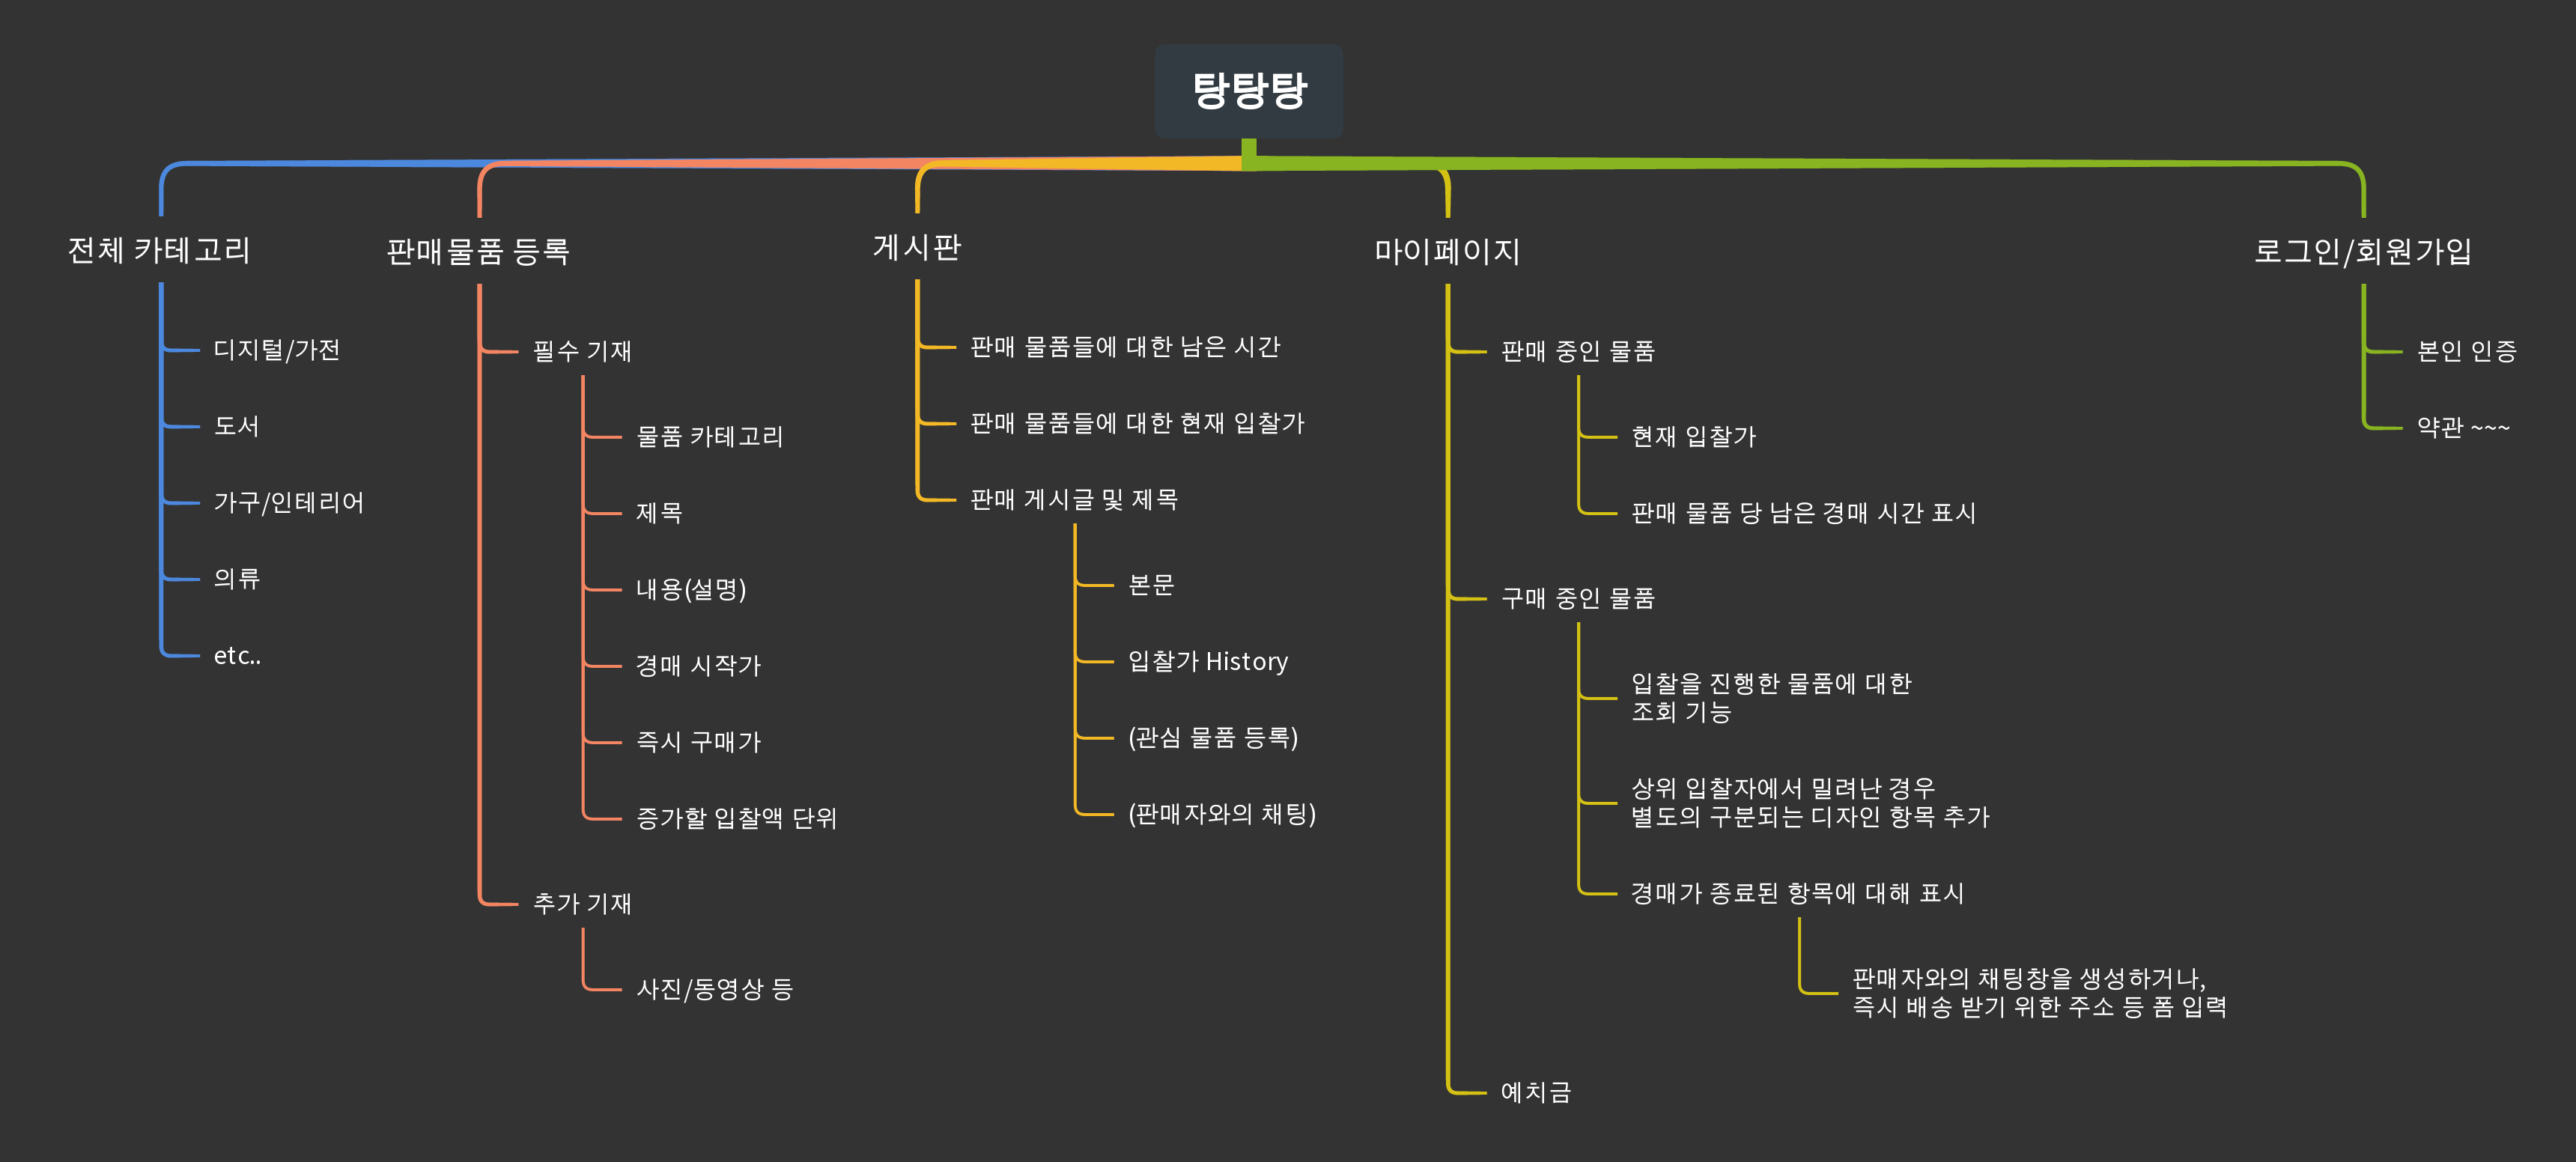 탕탕탕
전체 카테고리
디지털/가전
도서
가구/인테리어
의류
etc..
판매물품 등록
필수 기재
물품 카테고리
제목
내용(설명)
경매 시작가
즉시 구매가
증가할 입찰액 단위
추가 기재
사진/동영상 등
게시판
판매 물품들에 대한 남은 시간
판매 물품들에 대한 현재 입찰가
판매 게시글 및 제목
본문
입찰가 History
(관심 물품 등록)
(판매자와의 채팅)
마이페이지
판매 중인 물품
현재 입찰가
판매 물품 당 남은 경매 시간 표시
구매 중인 물품
입찰을 진행한 물품에 대한
조회 기능
상위 입찰자에서 밀려난 경우
별도의 구분되는 디자인 항목 추가
경매가 종료된 항목에 대해 표시
판매자와의 채팅창을 생성하거나,
즉시 배송 받기 위한 주소 등 폼 입력
예치금
로그인/회원가입
본인 인증
약관 ~~~